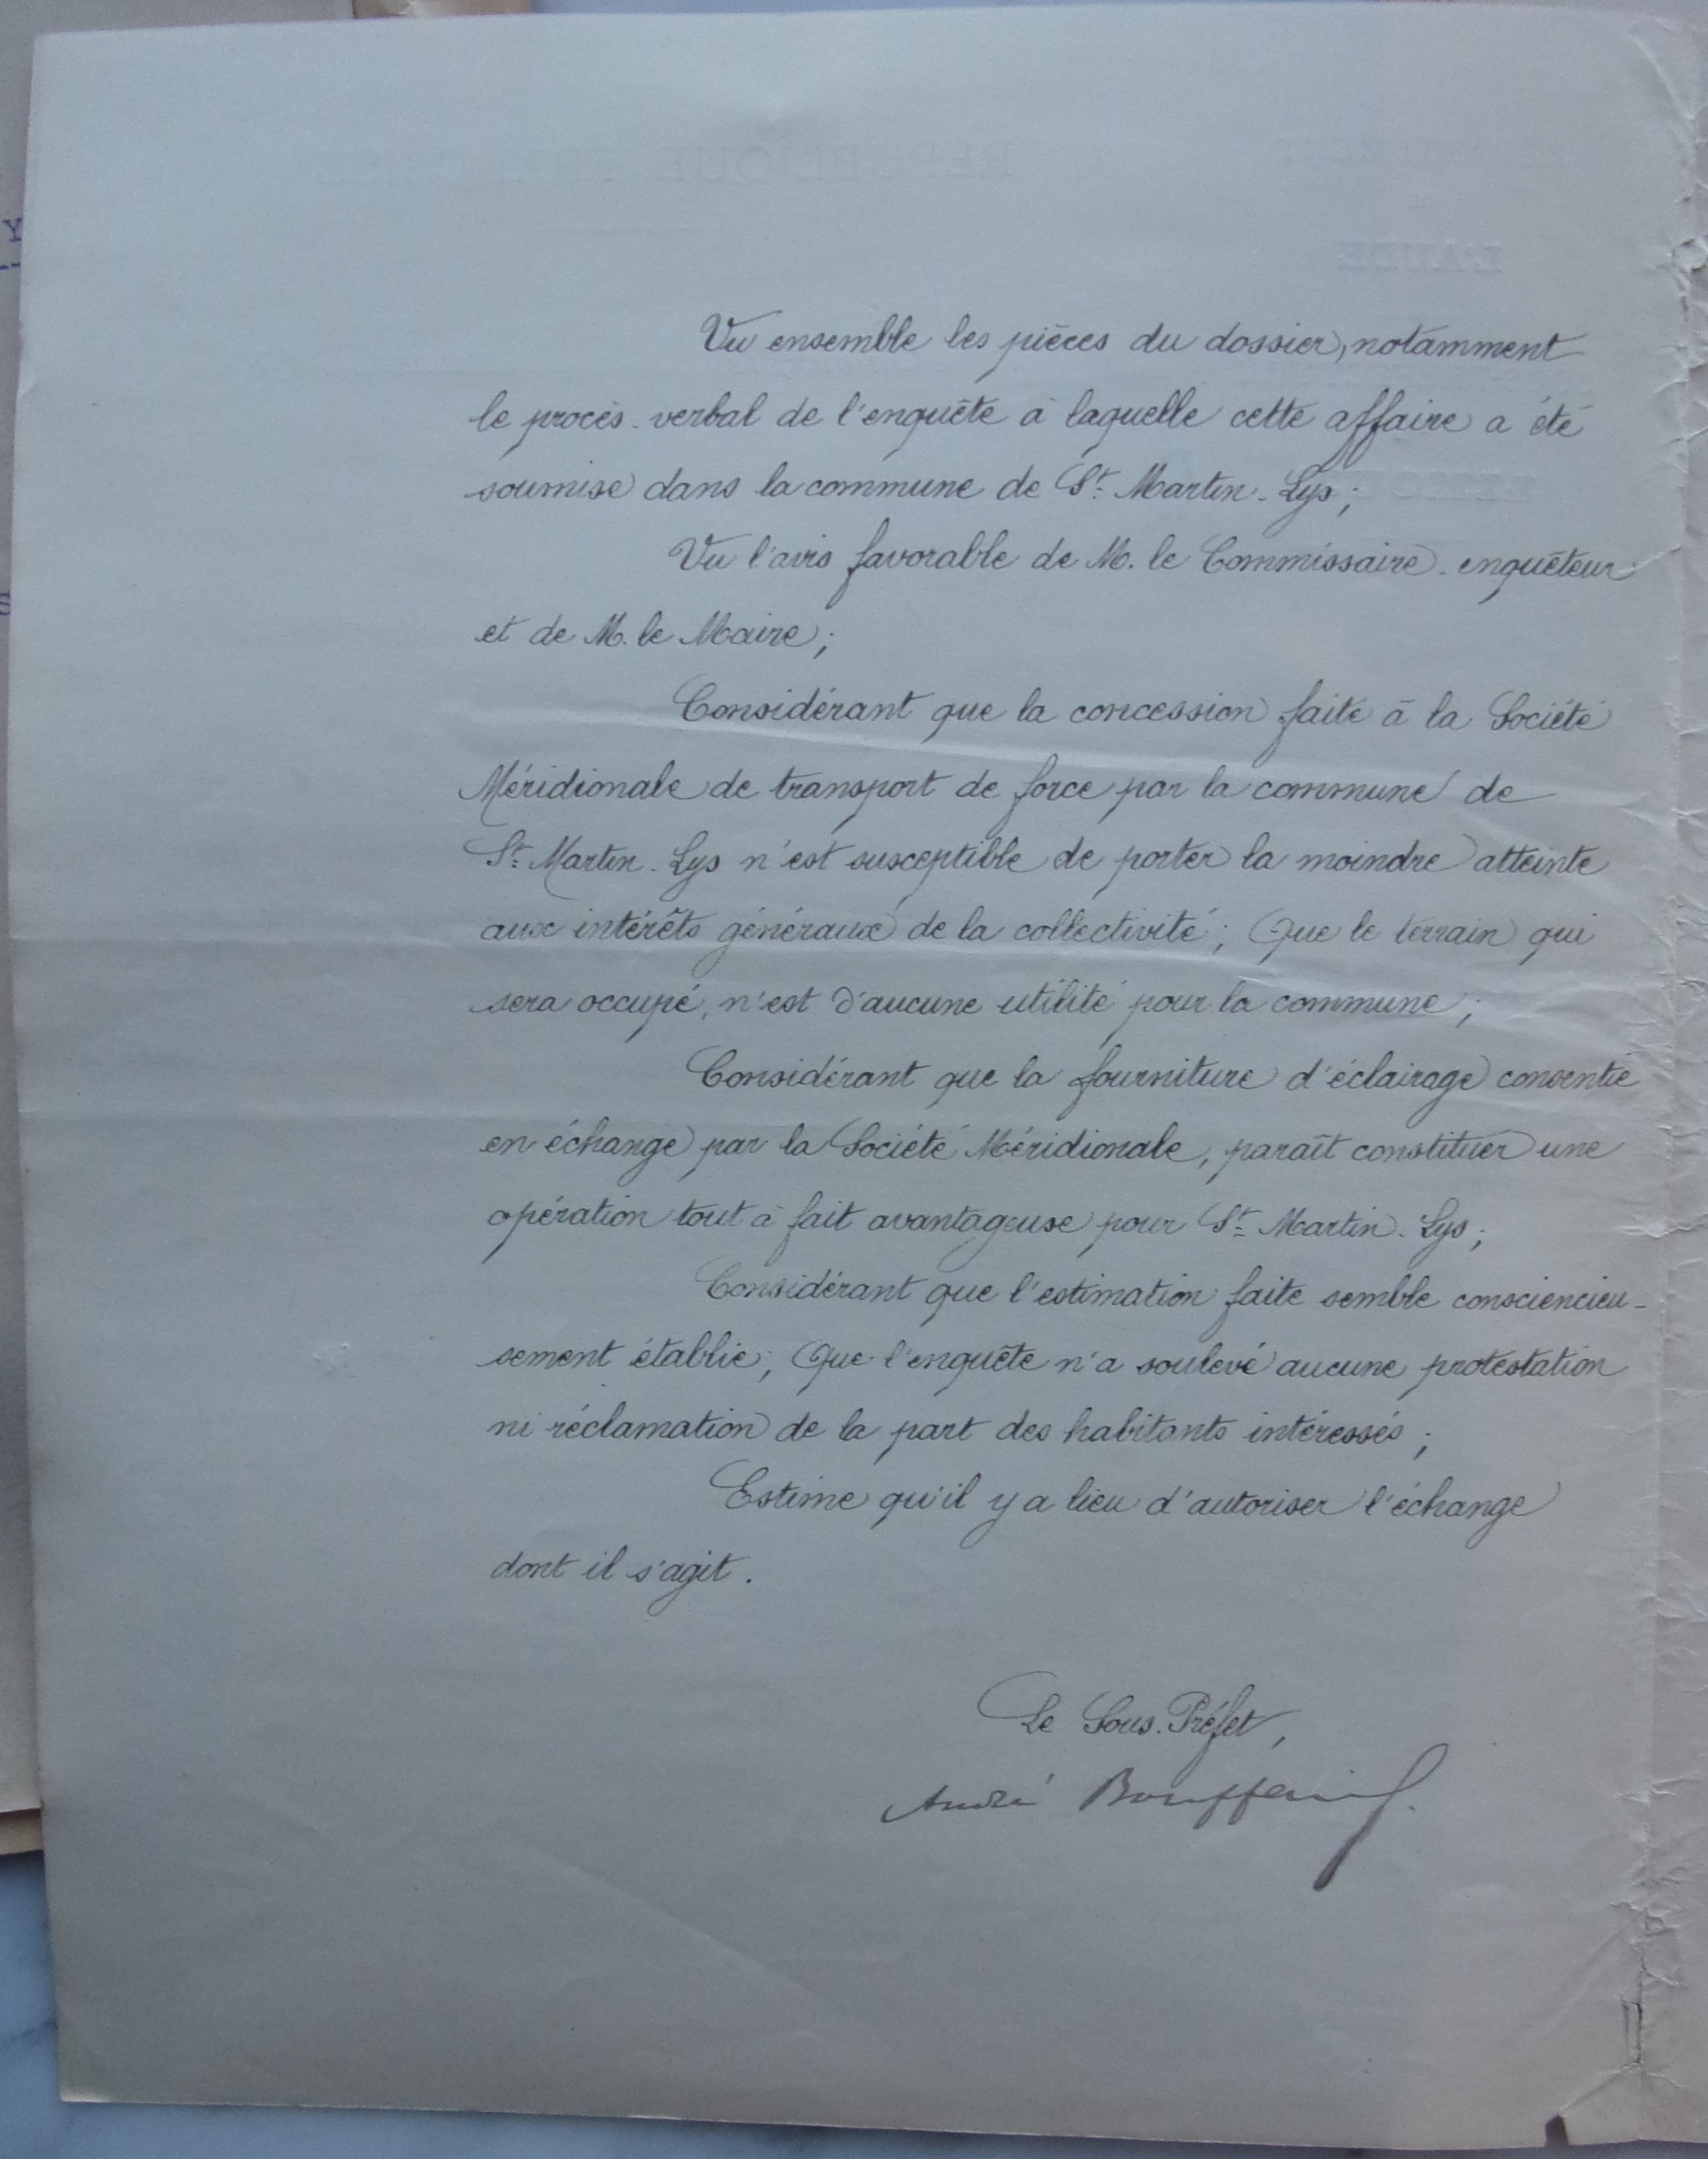 Vu ensemble les pièces du dossier, notamment
le procès-verbal de l'enquête à laquelle cette affaire a été
soumise dans la commune de St. Martin-Lys;
Vu l'avis favorable de M. le Commissaire-enquêteur
et de M. le Maire;
Considérant que la concession faite à la Société
Méridionale de transport de force par la commune de
St. Martin-Lys n'est susceptible de porter la moindre atteinte
aux intérêts généraux de la collectivité; Que le terrain qui
sera occupé, n'est d'aucune utilité pour la commune;
Considérant que la fourniture d'éclairage consentie
en échange par la Société Méridionale, paraît constituer une
opération tout à fait avantageuse pour St. Martin-Lys;
Considérant que l'estimation faite semble consciencieu-
sement établie; Que l'enquête n'a soulevé aucune protestation
ni réclamation de la part des habitants intéressés;
Estime qu'il y a lieu d'autoriser l'échange
dont il s'agit.
Le Sous-Préfet,
André